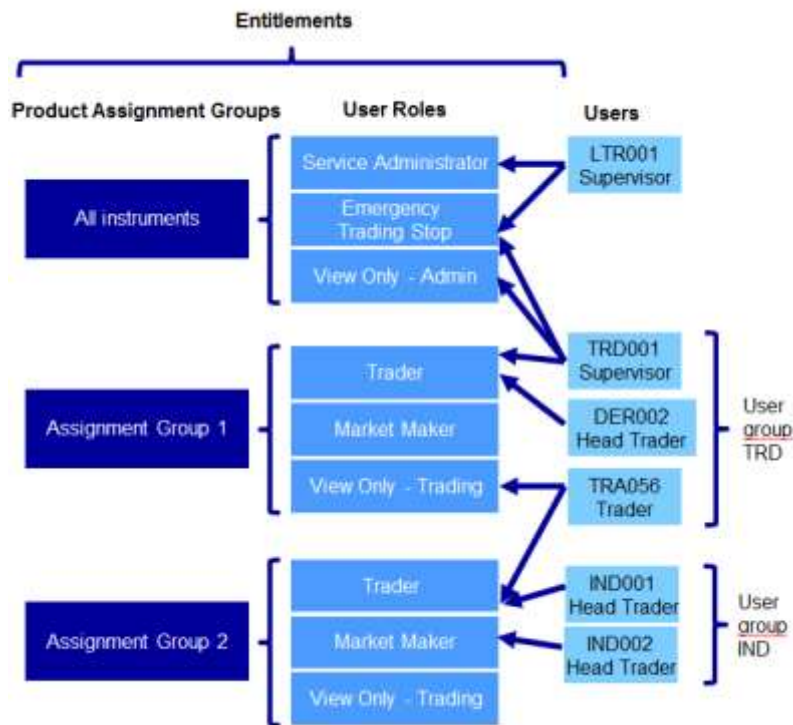 Entitlements
Product Assignment Groups
User Roles
Users
All instruments
Service Administrator
Emergency
Trading Stop
View Only - Admin
LTR001
Supervisor
Assignment Group 1
Trader
Market Maker
View Only - Trading
TRD001
Supervisor
DER002
Head Trader
TRA056
Trader
User
group
TRD
Assignment Group 2
Trader
Market Maker
View Only - Trading
IND001
Head Trader
IND002
Head Trader
User
group
IND